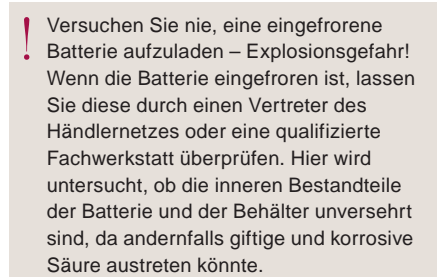 ! Versuchen Sie nie, eine eingefrorene
Batterie aufzuladen – Explosionsgefahr!
Wenn die Batterie eingefroren ist, lassen
Sie diese durch einen Vertreter des
Händlernetzes oder eine qualifizierte
Fachwerkstatt überprüfen. Hier wird
untersucht, ob die inneren Bestandteile
der Batterie und der Behälter unversehrt
sind, da andernfalls giftige und korrosive
Säure austreten könnte.